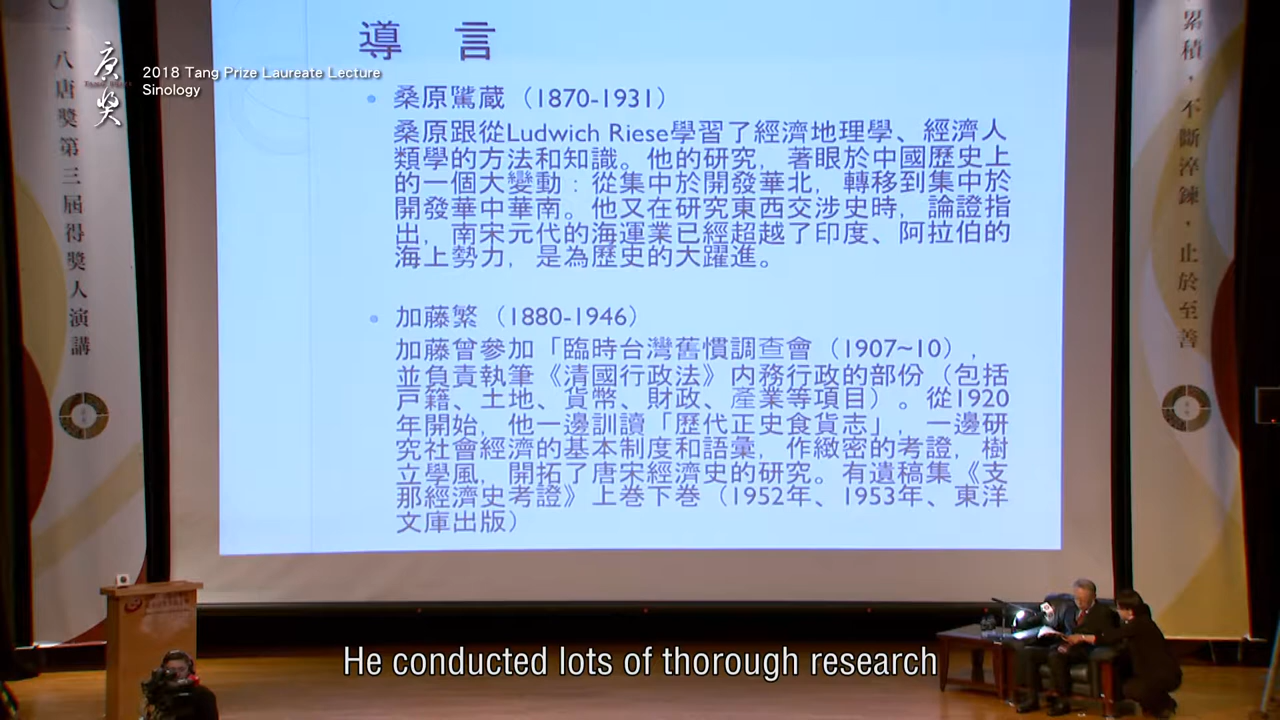 導 言
2018 Tang Prize Laureate Lecture
Sinology
唐
獎
• 桑原騭蔵（1870-1931）
桑原跟從Ludwich Riese學習了經濟地理學、經濟人
類學的方法和知識。他的研究，著眼於中國歷史上
的一個大變動：從集中於開發華北，轉移到集中於
開發華中華南。他又在研究東西交涉史時，論證指
出，南宋元代的海運業已經超越了印度、阿拉伯的
海上勢力，是為歷史的大躍進。
• 加藤繁（1880-1946）
加藤曾參加「臨時台灣舊慣調查會（1907~10），
並負責執筆《清國行政法》內務行政的部份（包括
戶籍、土地、貨幣、財政、產業等項目）。從1920
年開始，他一邊訓讀「歷代正史食貨志」，一邊研
究社會經濟的基本制度和語彙，作緻密的考證，樹
立學風，開拓了唐宋經濟史的研究。有遺稿集《支
那經濟史考證》上巻下巻（1952年、1953年、東洋
文庫出版）
〇一八唐獎第三屆得獎人演講
累積，不斷淬鍊，止於至善
He conducted lots of thorough research